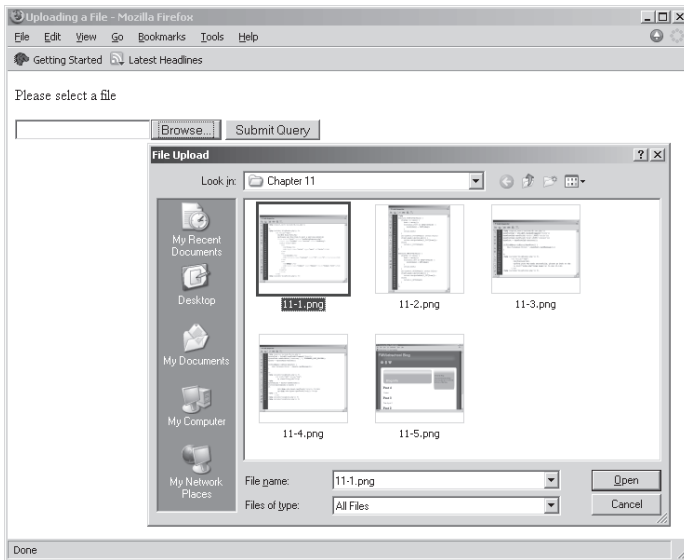 Uploading a File - Mozilla Firefox
File Edit View Go Bookmarks Tools Help
Getting Started Latest Headlines
Please select a file
Browse... Submit Query
File Upload
Look in: Chapter 11
My Recent Documents
Desktop
My Documents
My Computer
My Network Places
11-1.png 11-2.png 11-3.png
11-4.png 11-5.png
File name: 11-1.png Open
Files of type: All Files Cancel
Done